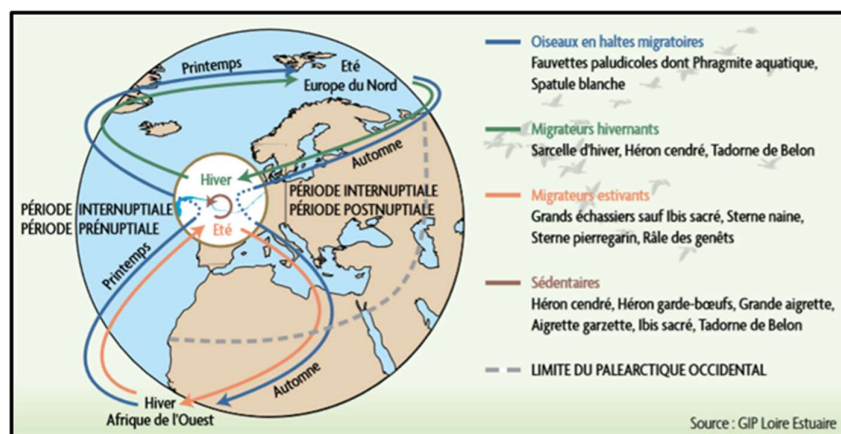 Printemps
Eté
Europe du Nord
Automne
Hiver
PÉRIODE INTERNUPTIALE
PÉRIODE PRÉNUPTIALE
PÉRIODE INTERNUPTIALE
PÉRIODE POSTNUPTIALE
Eté
Printemps
Automne
Hiver
Afrique de l'Ouest
Oiseaux en haltes migratoires
Fauvettes paludicoles dont Phragmite aquatique,
Spatule blanche
Migrateurs hivernants
Sarcelle d'hiver, Héron cendré, Tadorne de Belon
Migrateurs estivants
Grands échassiers sauf Ibis sacré, Sterne naine,
Sterne pierregarin, Râle des genêts
Sédentaires
Héron cendré, Héron garde-bœufs, Grande aigrette,
Aigrette garzette, Ibis sacré, Tadorne de Belon
LIMITE DU PALEARCTIQUE OCCIDENTAL
Source : GIP Loire Estuaire